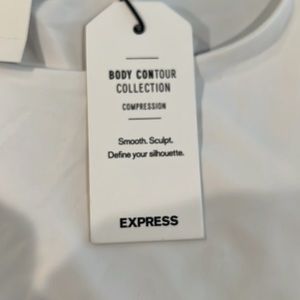 BODY CONTOUR
COLLECTION
COMPRESSION
Smooth. Sculpt.
Define your silhouette.
EXPRESS